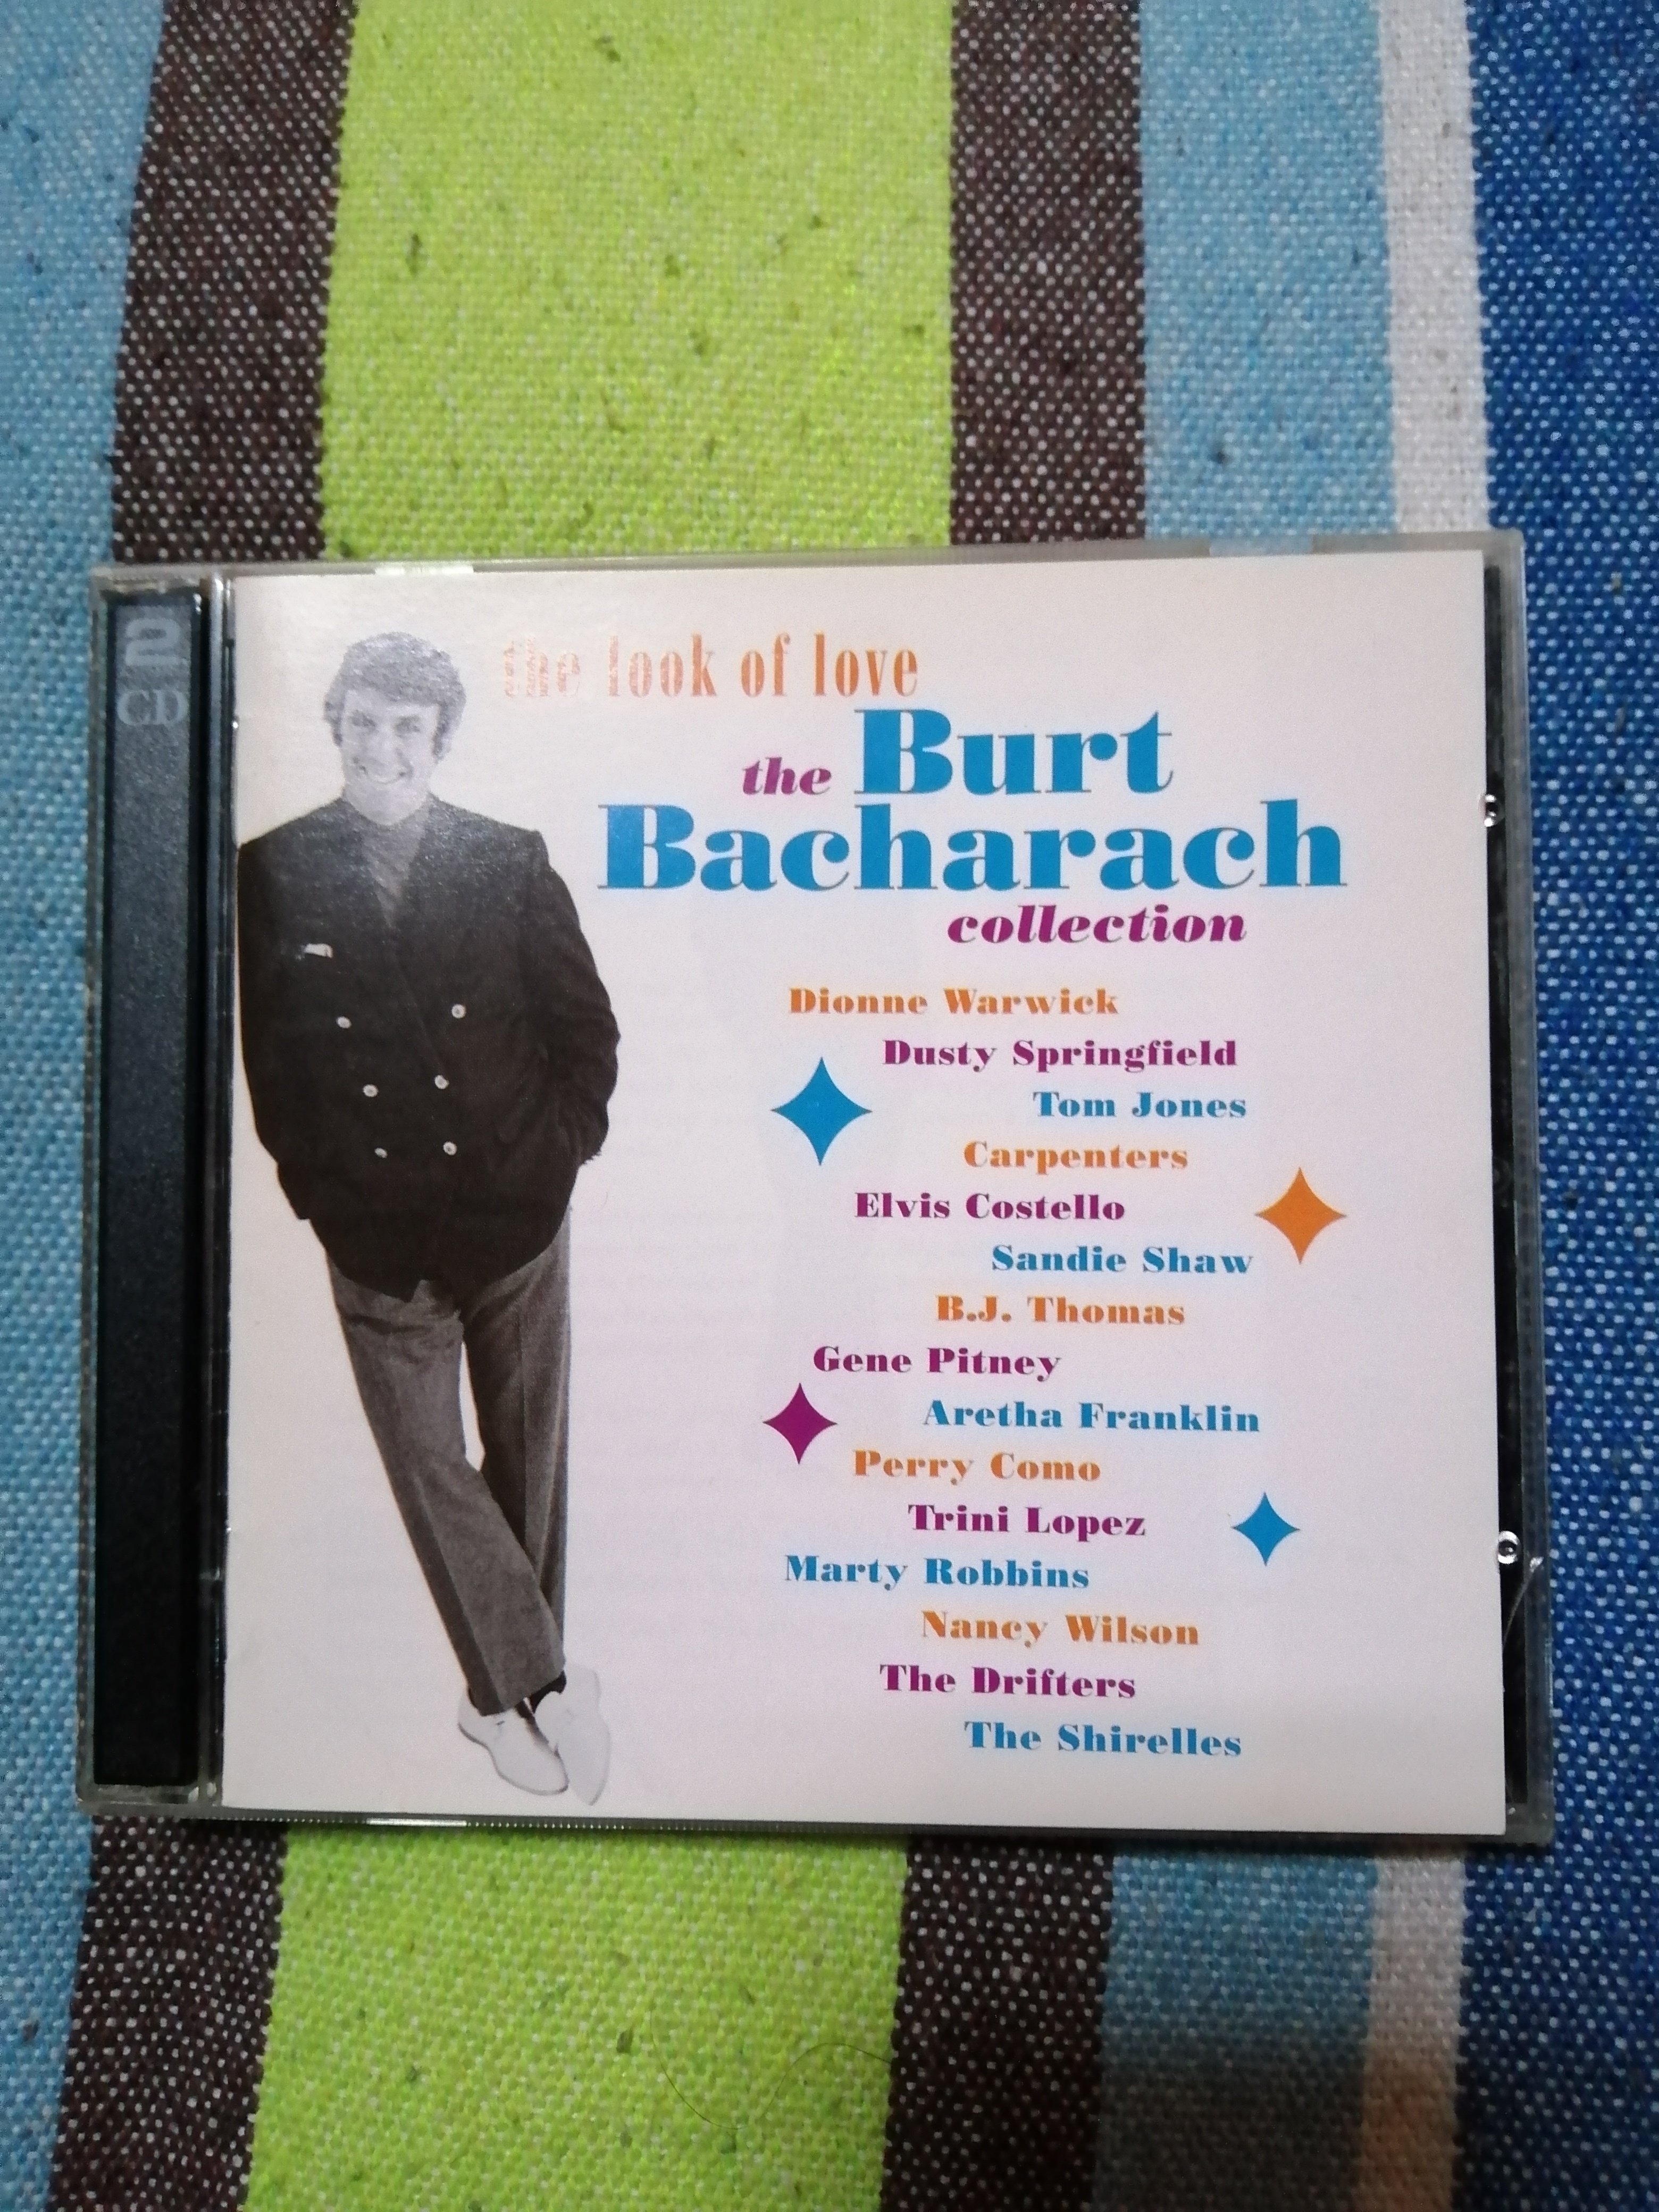 2
CD
the look of love
the Burt
Bacharach
collection
Dionne Warwick
Dusty Springfield
Tom Jones
Carpenters
Elvis Costello
Sandie Shaw
B.J. Thomas
Gene Pitney
Aretha Franklin
Perry Como
Trini Lopez
Marty Robbins
Nancy Wilson
The Drifters
The Shirelles